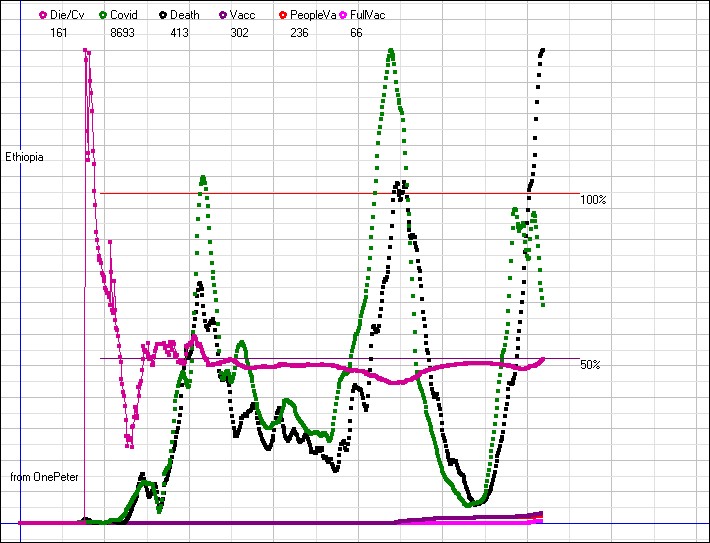 Die/Cv Covid Death Vacc PeopleVa FullVac
161 8693 413 302 236 66
Ethiopia
100%
50%
from OnePeter